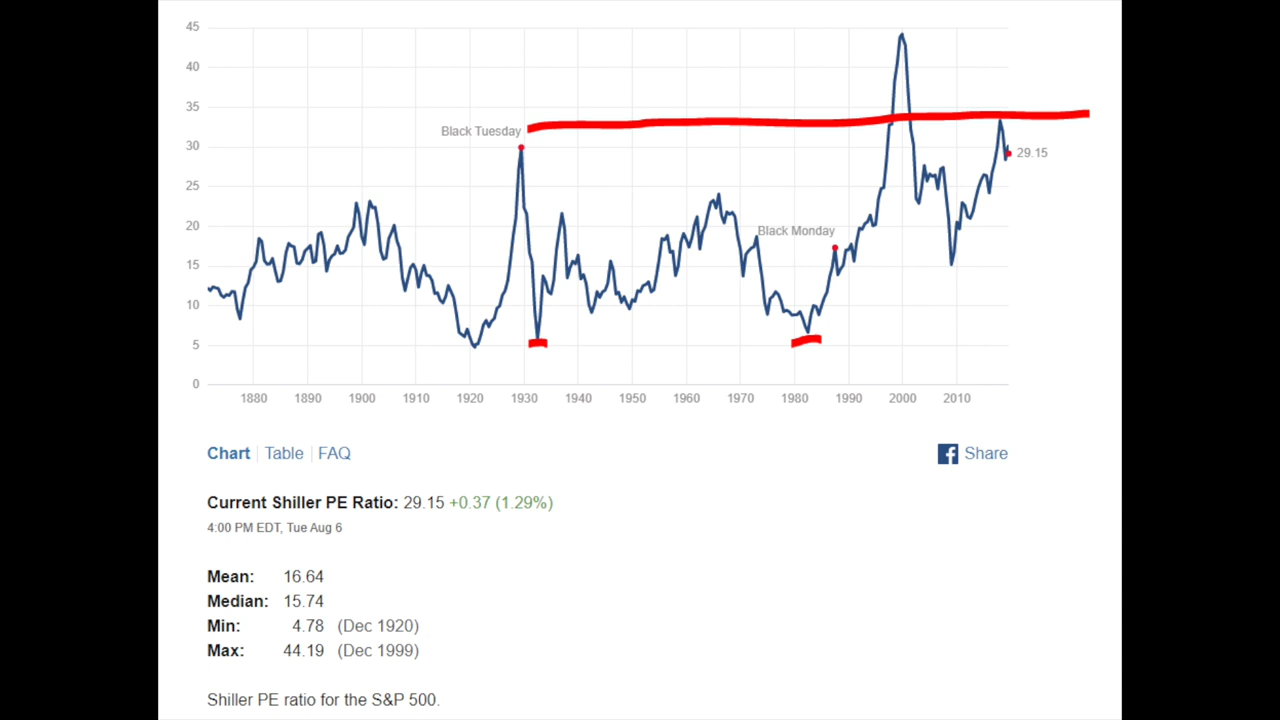 45
40
35
30
25
20
15
10
5
0
Black Tuesday
Black Monday
29.15
1880 1890 1900 1910 1920 1930 1940 1950 1960 1970 1980 1990 2000 2010
Chart Table FAQ
Share
Current Shiller PE Ratio: 29.15 +0.37 (1.29%)
4:00 PM EDT, Tue Aug 6
Mean: 16.64
Median: 15.74
Min: 4.78 (Dec 1920)
Max: 44.19 (Dec 1999)
Shiller PE ratio for the S&P 500.